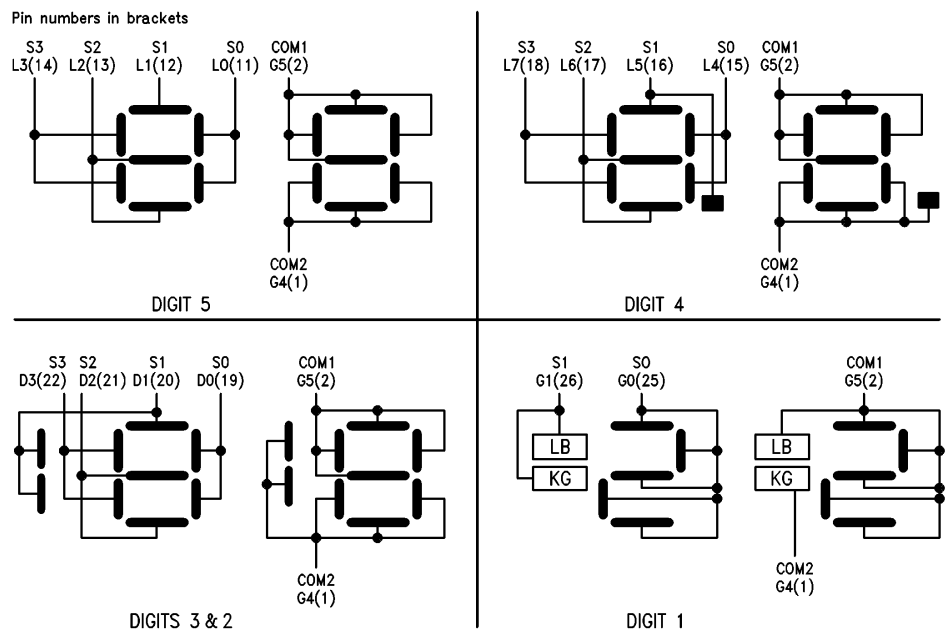 Pin numbers in brackets
S3 S2 S1 S0 COM1
L3(14) L2(13) L1(12) L0(11) G5(2)
COM2
G4(1)
DIGIT 5
S3 S2 S1 S0 COM1
L7(18) L6(17) L5(16) L4(15) G5(2)
COM2
G4(1)
DIGIT 4
S3 S2 S1 S0 COM1
D3(22) D2(21) D1(20) D0(19) G5(2)
COM2
G4(1)
DIGITS 3 & 2
S1 S0 COM1
G1(26) G0(25) G5(2)
LB LB
KG KG
COM2
G4(1)
DIGIT 1